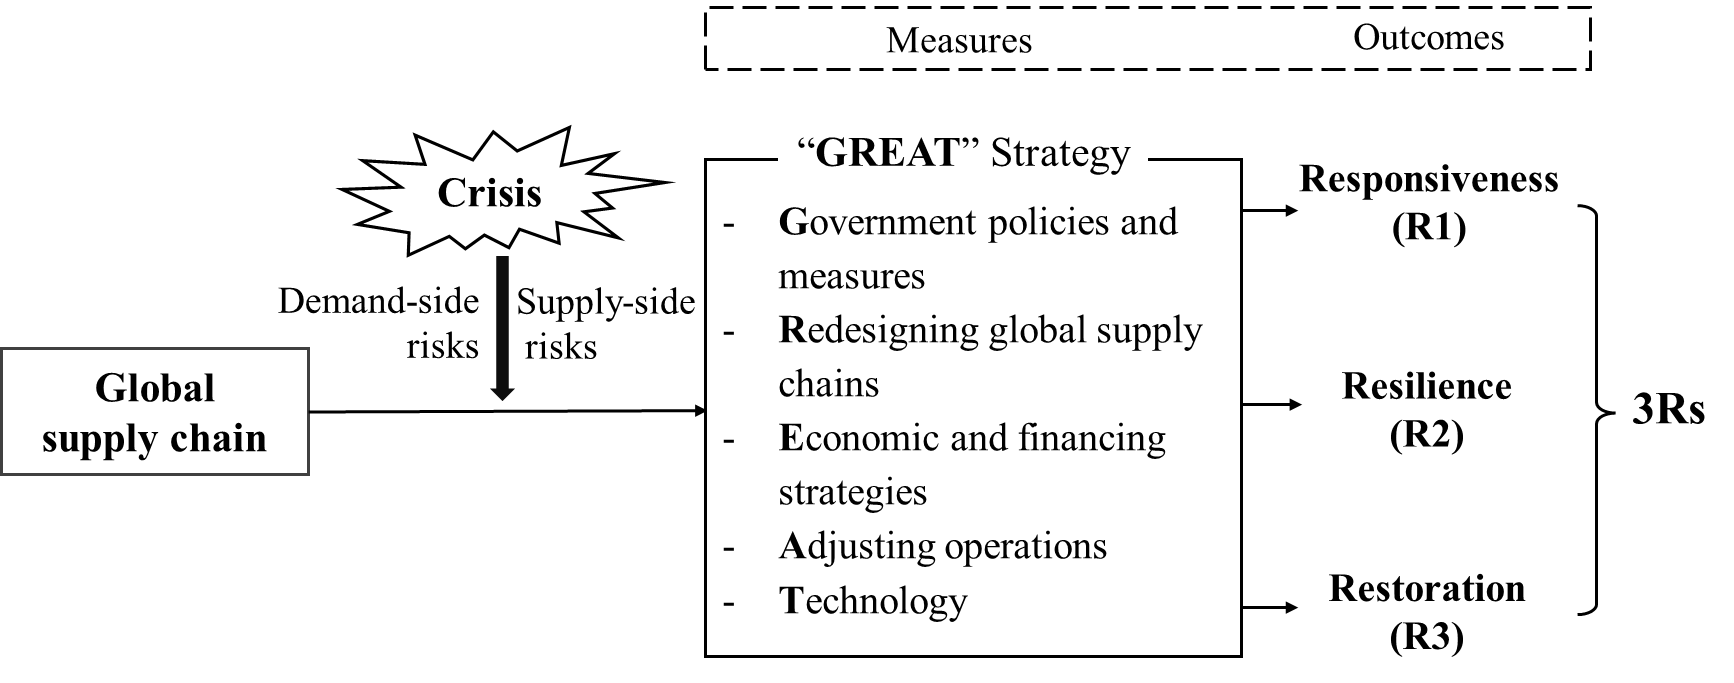 Measures
Outcomes
Crisis
Demand-side
risks
Supply-side
risks
Global
supply chain
“GREAT” Strategy
- Government policies and
measures
- Redesigning global supply
chains
- Economic and financing
strategies
- Adjusting operations
- Technology
Responsiveness
(R1)
Resilience
(R2)
Restoration
(R3)
3Rs